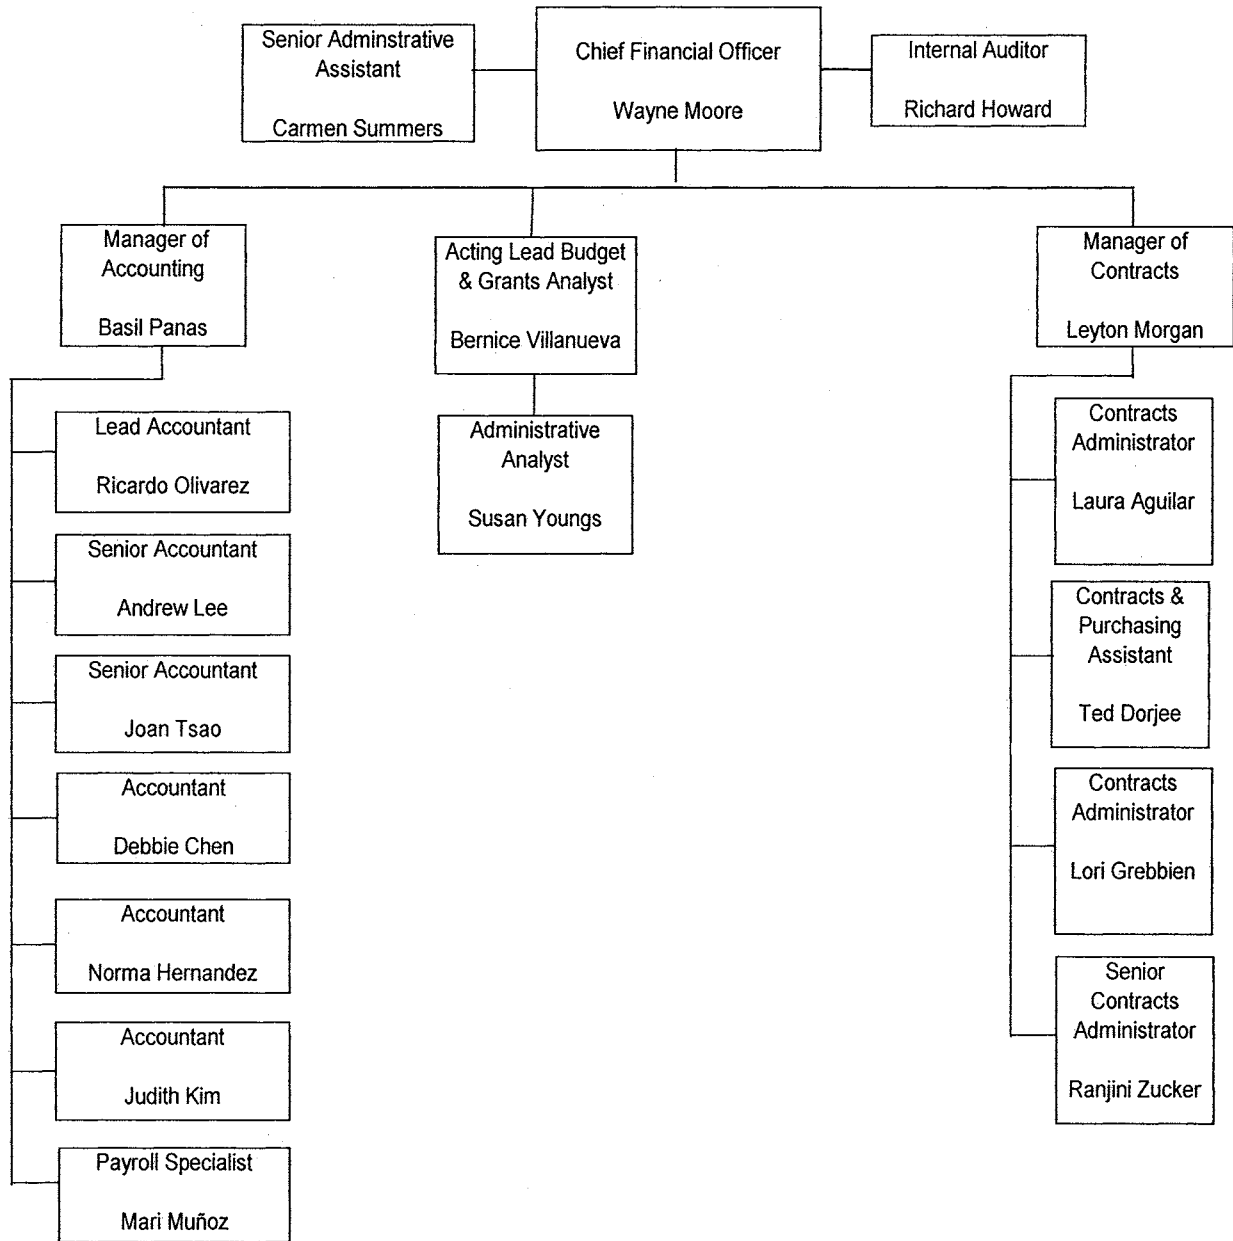 Senior Adminstrative
Assistant
Carmen Summers
Chief Financial Officer
Wayne Moore
Internal Auditor
Richard Howard
Manager of
Accounting
Basil Panas
Acting Lead Budget
& Grants Analyst
Bernice Villanueva
Manager of
Contracts
Leyton Morgan
Lead Accountant
Ricardo Olivarez
Senior Accountant
Andrew Lee
Senior Accountant
Joan Tsao
Accountant
Debbie Chen
Accountant
Norma Hernandez
Accountant
Judith Kim
Payroll Specialist
Mari Muñoz
Administrative
Analyst
Susan Youngs
Contracts
Administrator
Laura Aguilar
Contracts &
Purchasing
Assistant
Ted Dorjee
Contracts
Administrator
Lori Grebbien
Senior
Contracts
Administrator
Ranjini Zucker